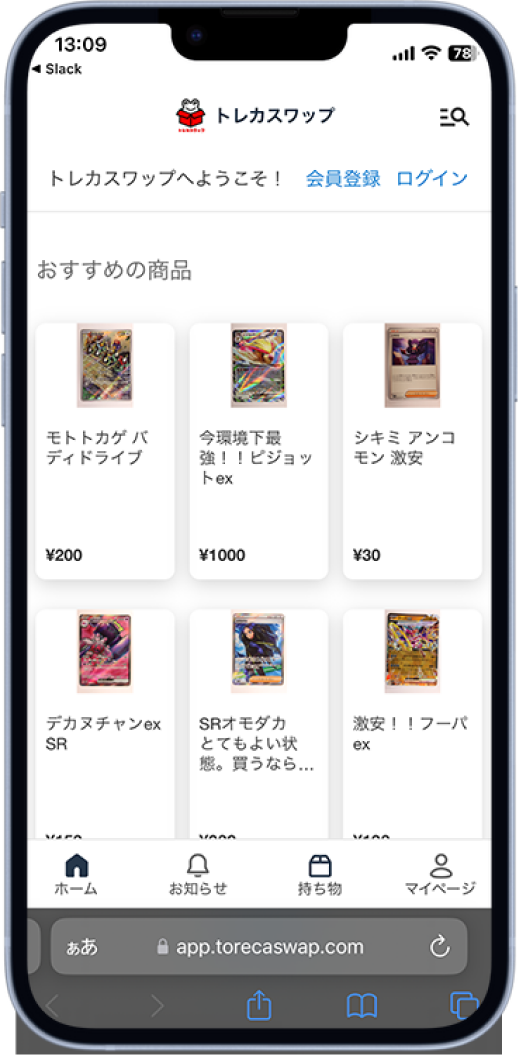 13:09
78
Slack
トレカスワップ
トレカスワップへようこそ！ 会員登録 ログイン
おすすめの商品
モトトカゲ バ
ディドライブ
¥200
今環境下最
強！！ピジョッ
トex
¥1000
シキミ アンコ
モン 激安
¥30
デカヌチャンex
SR
SRオモダカ
とてもよい状
態。買うなら...
激安！！フーパ
ex
ホーム
お知らせ
持ち物
マイページ
ぁあ
app.torecaswap.com